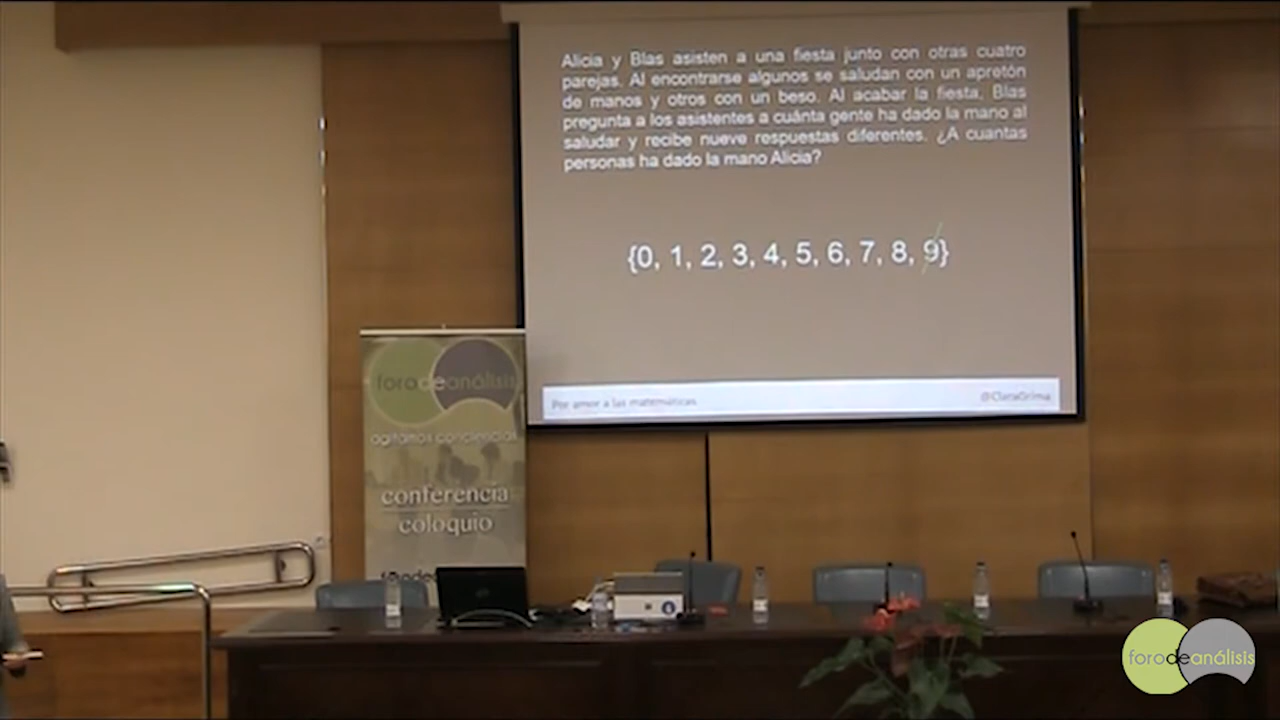 Alicia y Blas asisten a una fiesta junto con otras cuatro
parejas. Al encontrarse algunos se saludan con un apretón
de manos y otros con un beso. Al acabar la fiesta, Blas
pregunta a los asistentes a cuánta gente ha dado la mano al
saludar y recibe nueve respuestas diferentes. ¿A cuantas
personas ha dado la mano Alicia?
{0, 1, 2, 3, 4, 5, 6, 7, 8, 9}
Por amor a las matemáticas
@ClaraGrima
forodeanálisis
agitamos conciencias
conferencia
coloquio
forodeanálisis